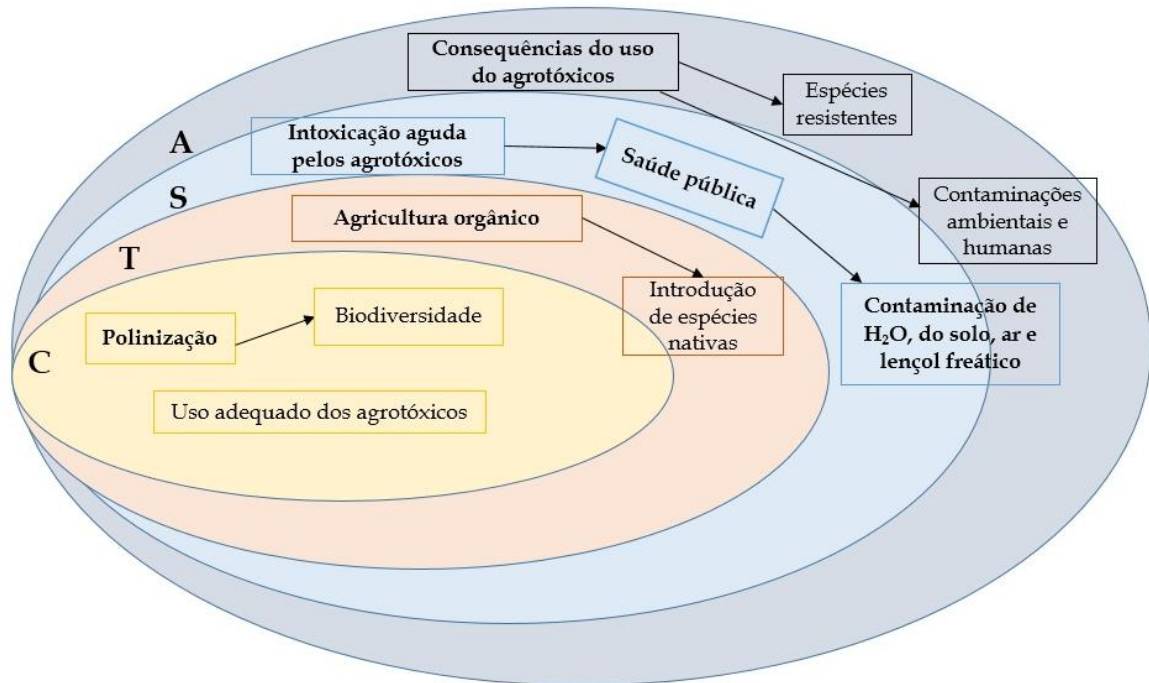 Consequências do uso
do agrotóxicos
Espécies
resistentes
A
Intoxicação aguda
pelos agrotóxicos
Saúde pública
Contaminações
ambientais e
humanas
S
Agricultura orgânico
T
Introdução
de espécies
nativas
Contaminação de
H₂O, do solo, ar e
lençol freático
Polinização
Biodiversidade
C
Uso adequado dos agrotóxicos